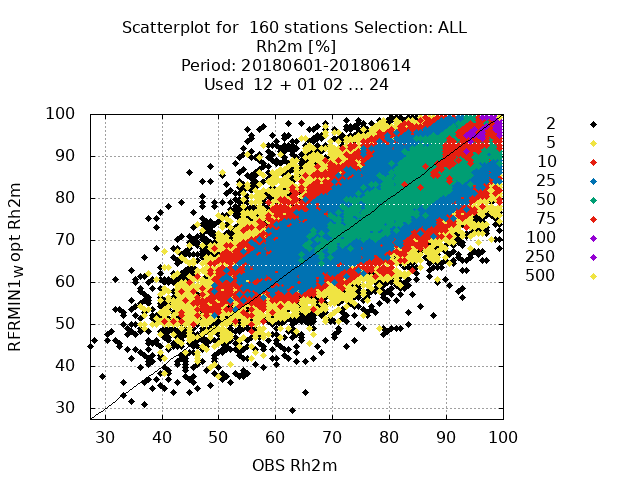 Scatterplot for 160 stations Selection: ALL
Rh2m [%]
Period: 20180601-20180614
Used 12 + 01 02 ... 24
RFRMIN1w opt Rh2m
100
90
80
70
60
50
40
30
30 40 50 60 70 80 90 100
OBS Rh2m
2
5
10
25
50
75
100
250
500